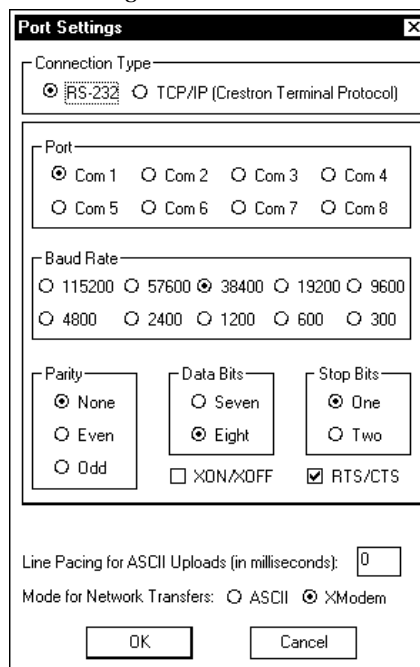 Port Settings
Connection Type
RS-232 TCP/IP (Crestron Terminal Protocol)
Port
Com 1 Com 2 Com 3 Com 4
Com 5 Com 6 Com 7 Com 8
Baud Rate
115200 57600 38400 19200 9600
4800 2400 1200 600 300
Parity Data Bits Stop Bits
None Seven One
Even Eight Two
Odd XON/XOFF RTS/CTS
Line Pacing for ASCII Uploads (in milliseconds): 0
Mode for Network Transfers: ASCII XModem
OK Cancel